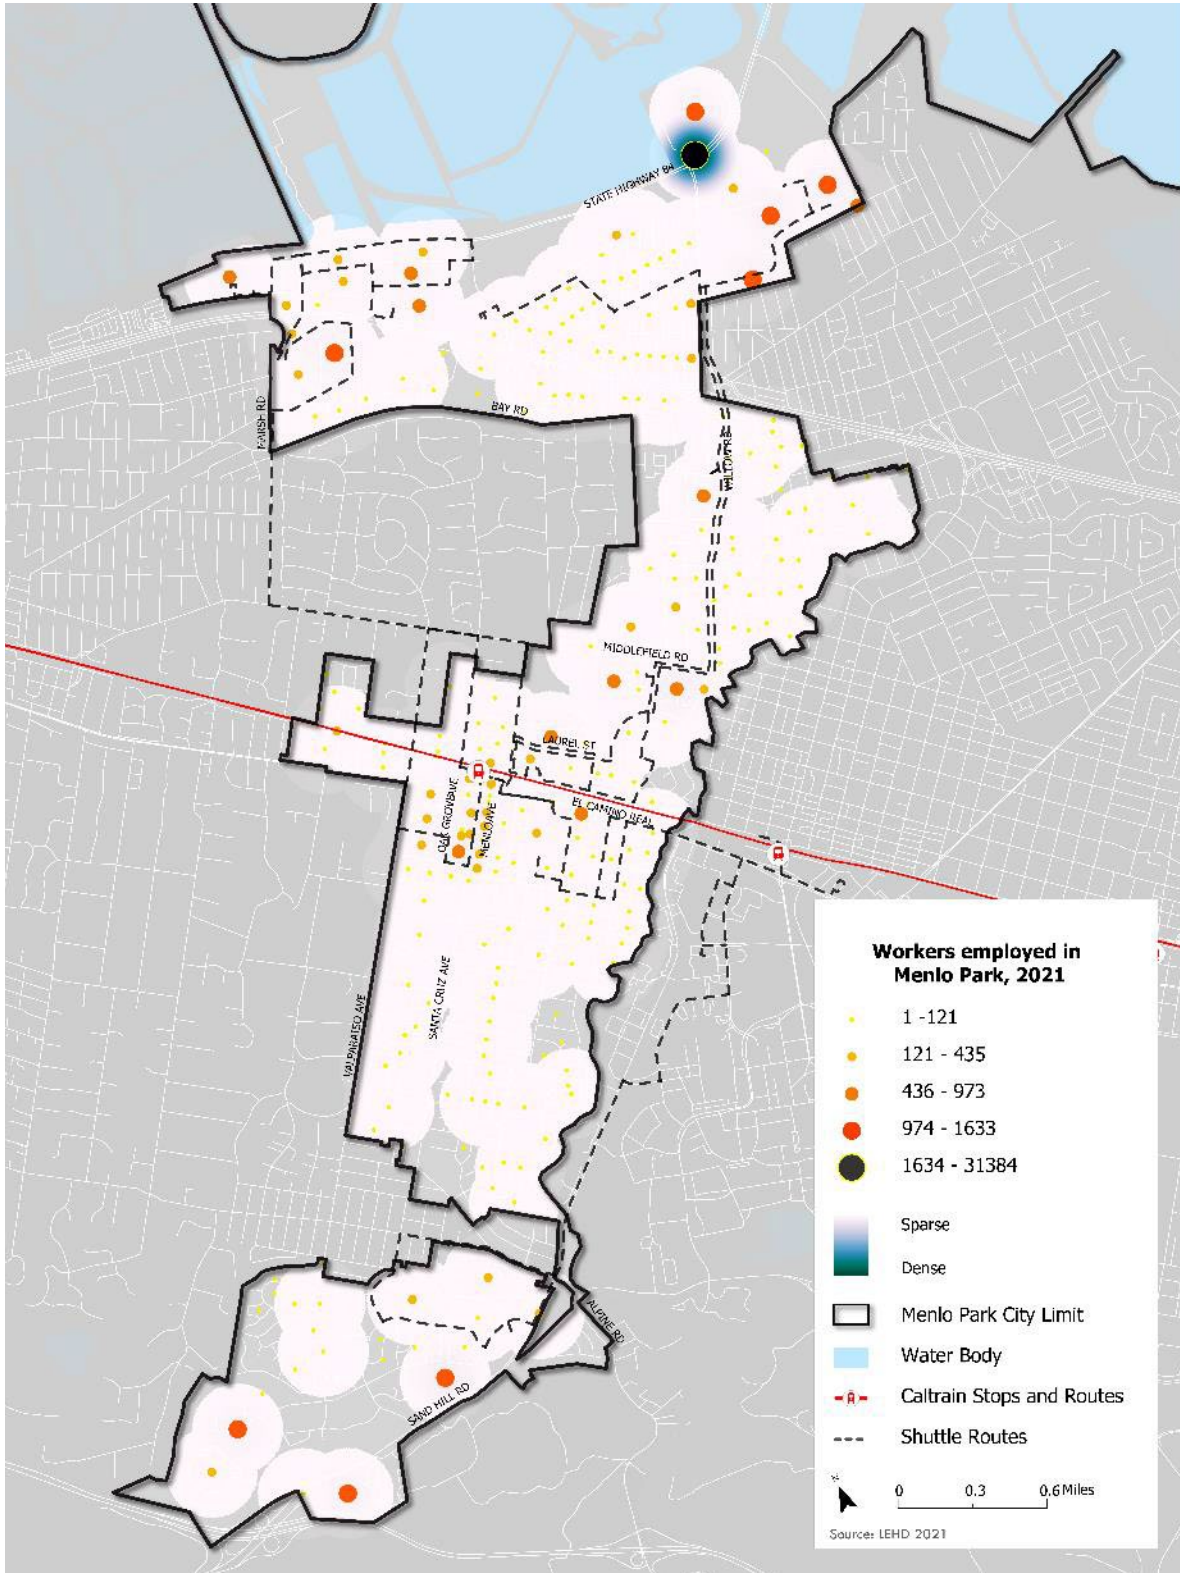 STATE HIGHWAY 84
MARSH RD
BAY RD
WILLOW RD
MIDDLEFIELD RD
LAUREL ST
OAK GROVE AVE
MENLO AVE
EL CAMINO REAL
SANTA CRUZ AVE
VALPARAISO AVE
ALPINE RD
SAND HILL RD
Workers employed in
Menlo Park, 2021
1 -121
121 - 435
436 - 973
974 - 1633
1634 - 31384
Sparse
Dense
Menlo Park City Limit
Water Body
Caltrain Stops and Routes
Shuttle Routes
0 0.3 0.6 Miles
Source: LEHD 2021